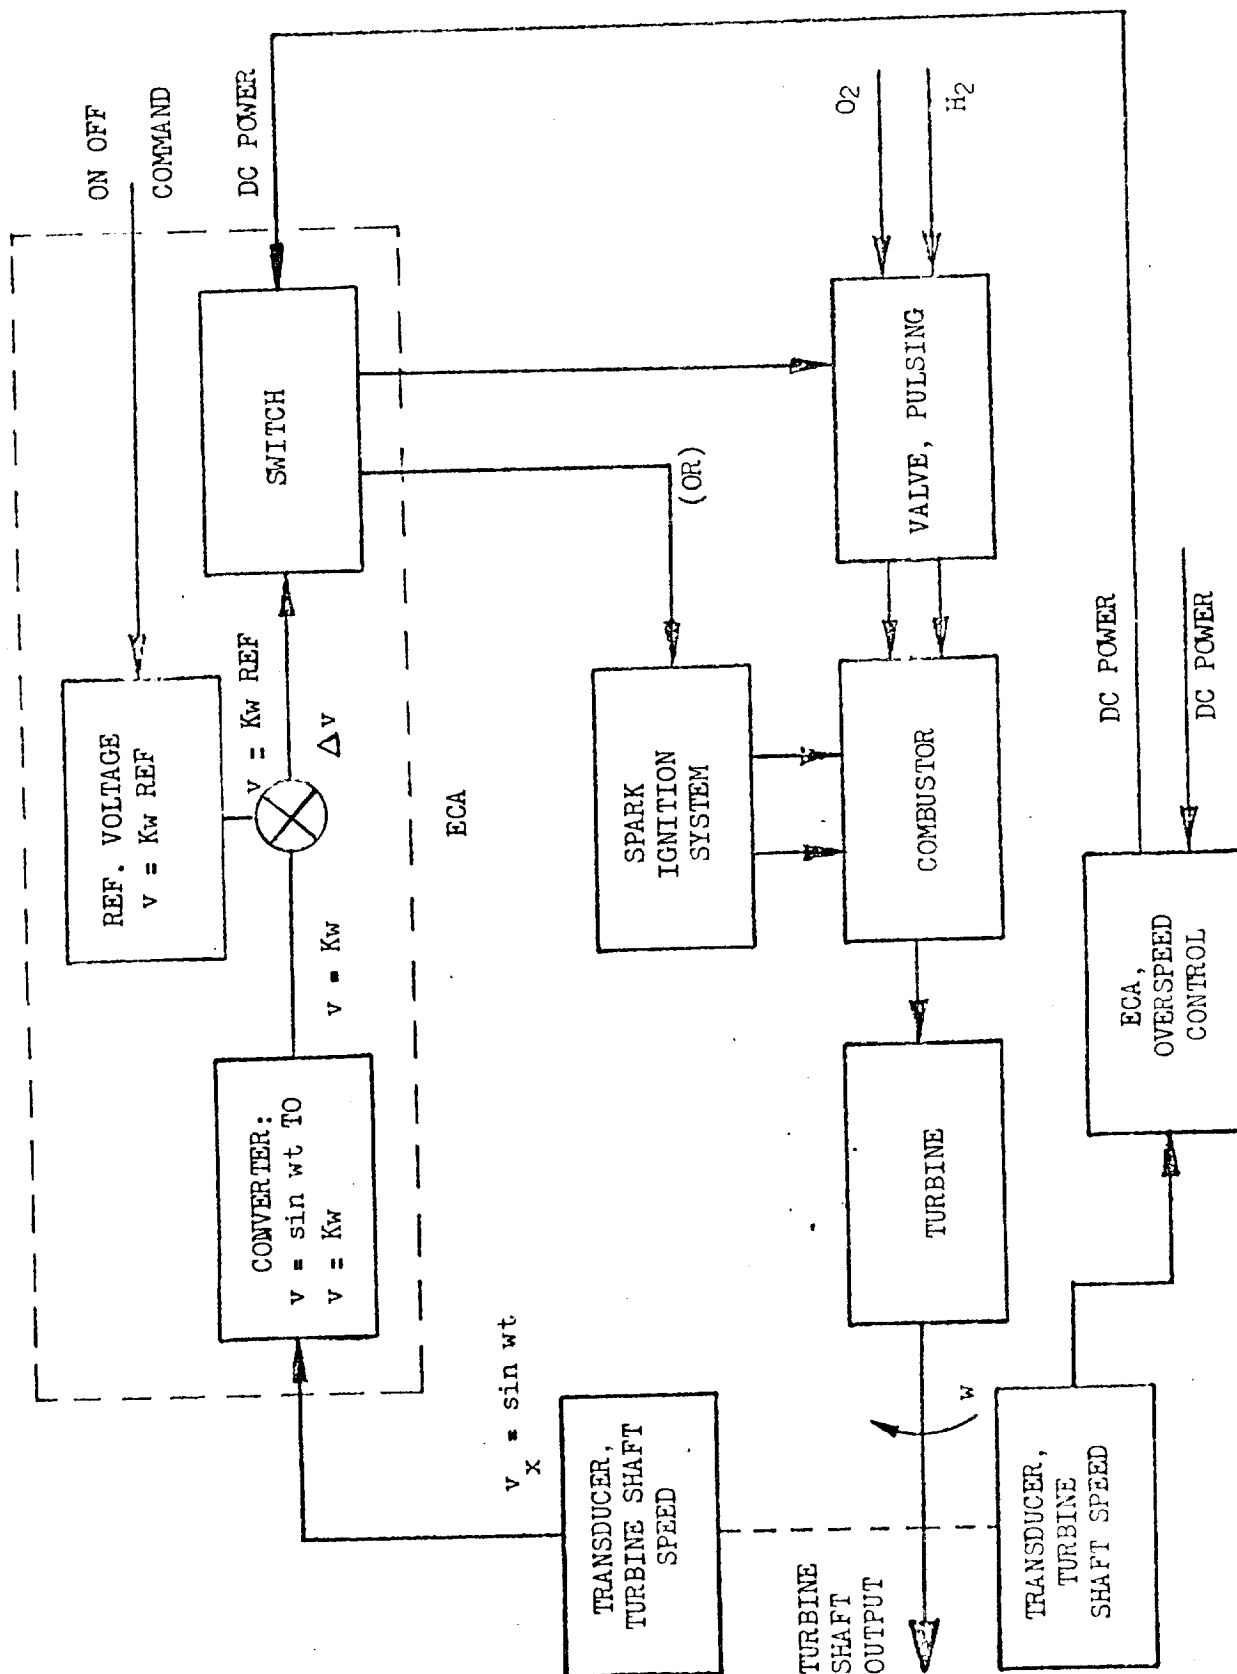 ON OFF
COMMAND
DC POWER
REF. VOLTAGE
v = Kw REF
v = Kw REF
Δv
SWITCH
CONVERTER:
v = sin wt TO
v = Kw
v = Kw
ECA
v = sin wt
x
TRANSDUCER,
TURBINE SHAFT
SPEED
SPARK
IGNITION
SYSTEM
(OR)
O2
H2
VALVE, PULSING
COMBUSTOR
TURBINE
w
TURBINE
SHAFT
OUTPUT
TRANSDUCER,
TURBINE
SHAFT SPEED
ECA,
OVERSPEED
CONTROL
DC POWER
DC POWER